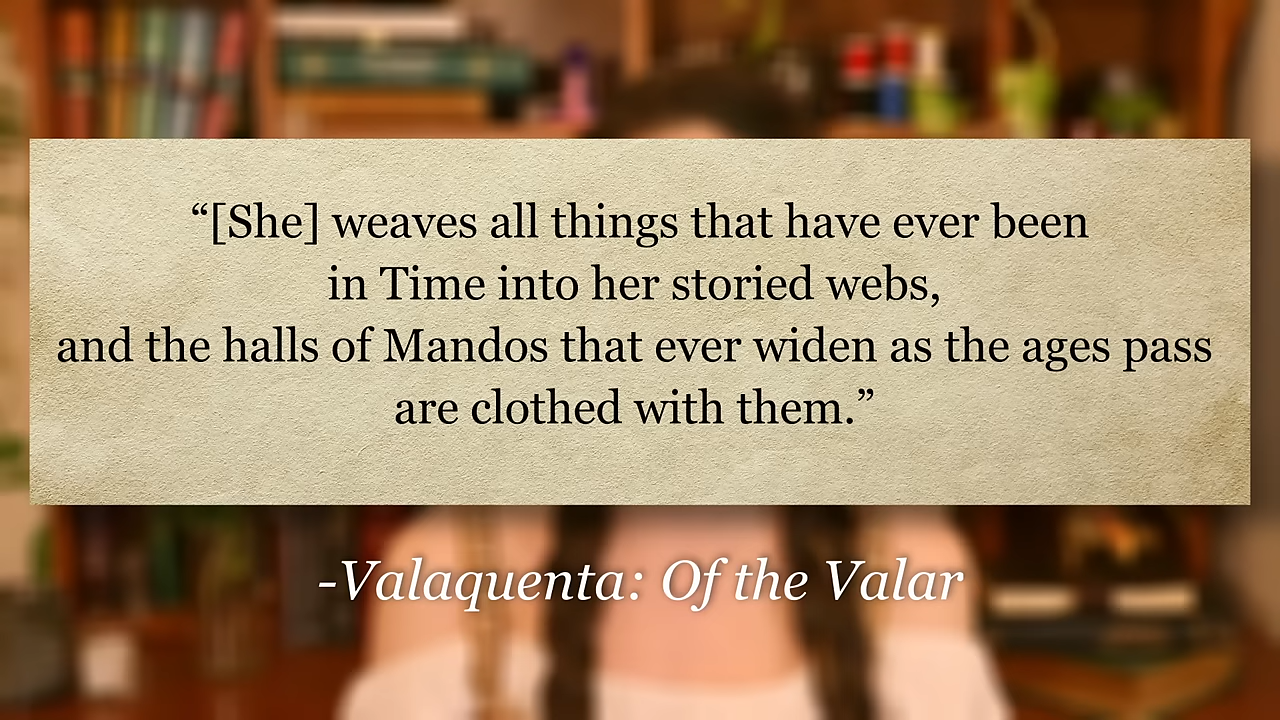 “[She] weaves all things that have ever been
in Time into her storied webs,
and the halls of Mandos that ever widen as the ages pass
are clothed with them.”
-Valaquenta: Of the Valar